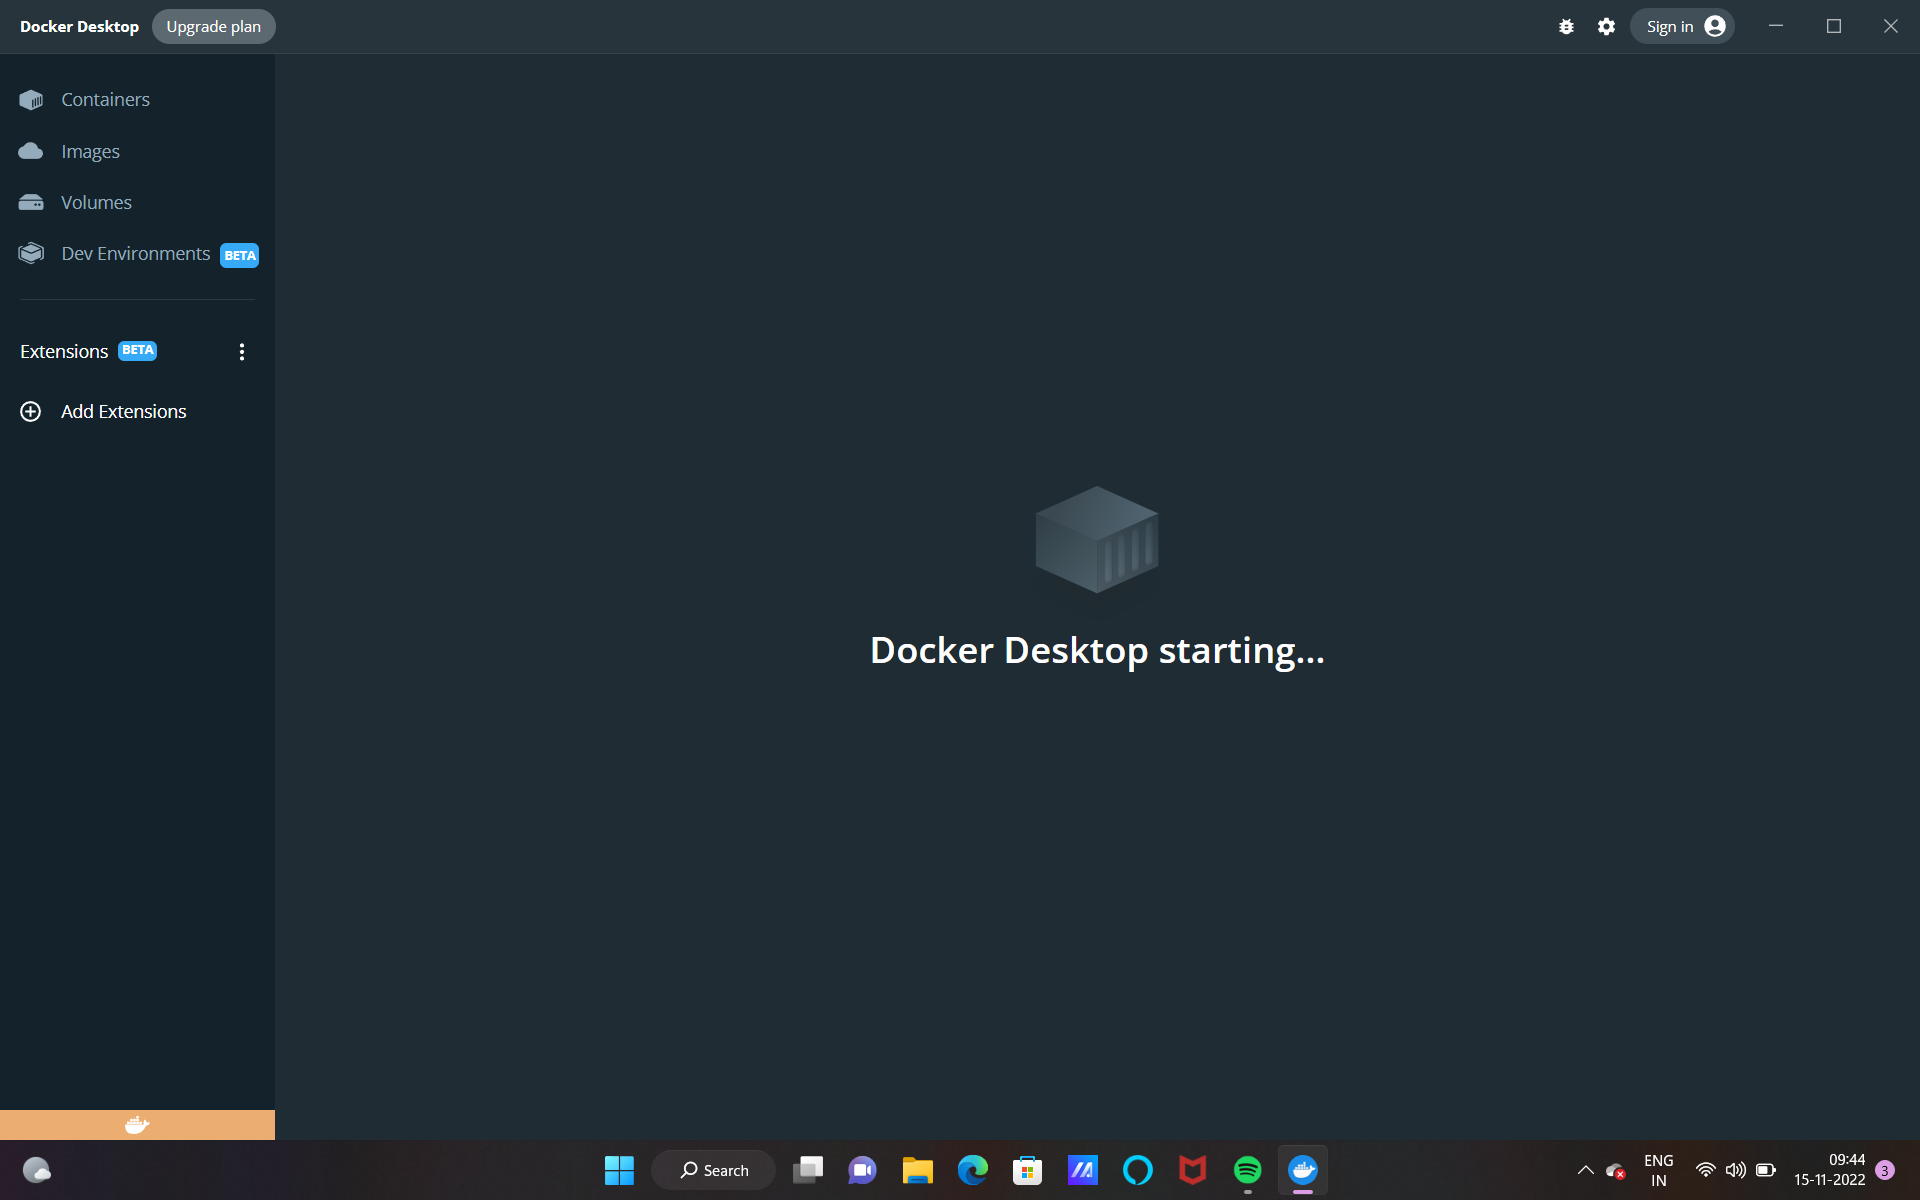 Docker Desktop
Upgrade plan
Sign in
Containers
Images
Volumes
Dev Environments BETA
Extensions BETA
Add Extensions
Docker Desktop starting...
Search
ENG
IN
09:44
15-11-2022
3